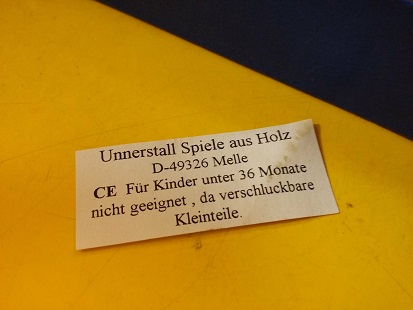 Unnerstall Spiele aus Holz
D-49326 Melle
CE Für Kinder unter 36 Monate
nicht geeignet , da verschluckbare
Kleinteile.